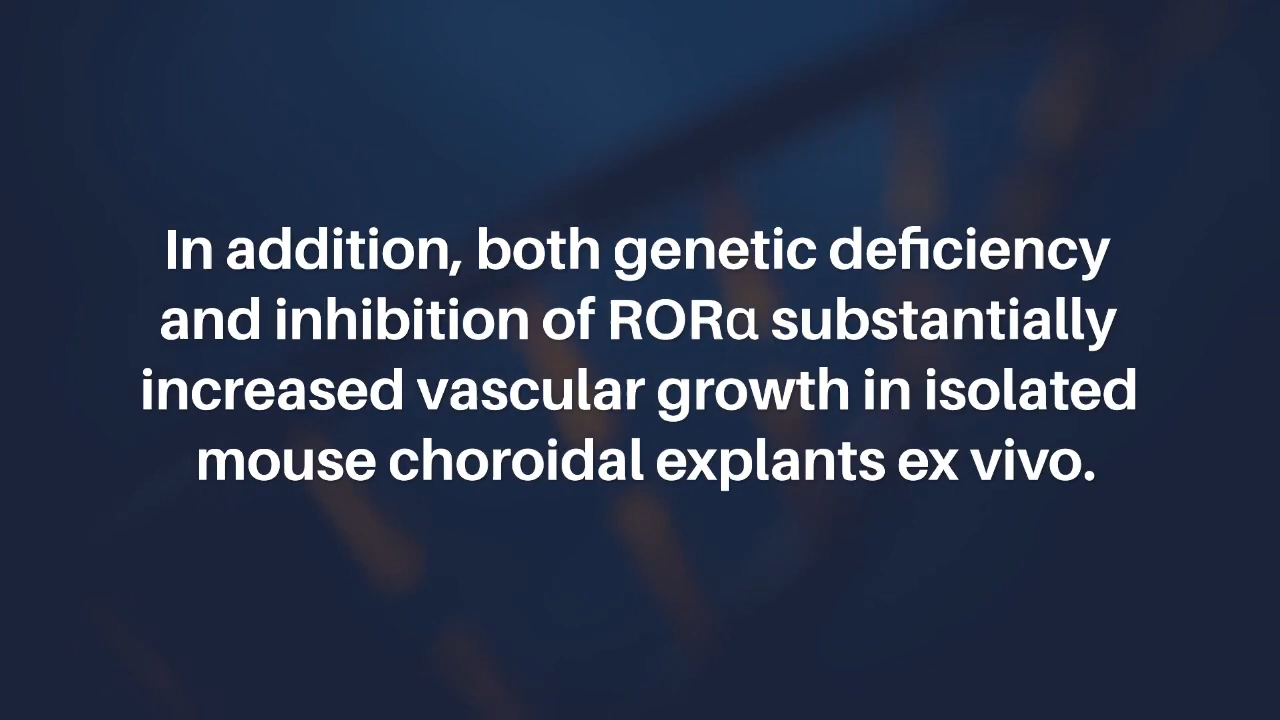 In addition, both genetic deficiency
and inhibition of RORα substantially
increased vascular growth in isolated
mouse choroidal explants ex vivo.